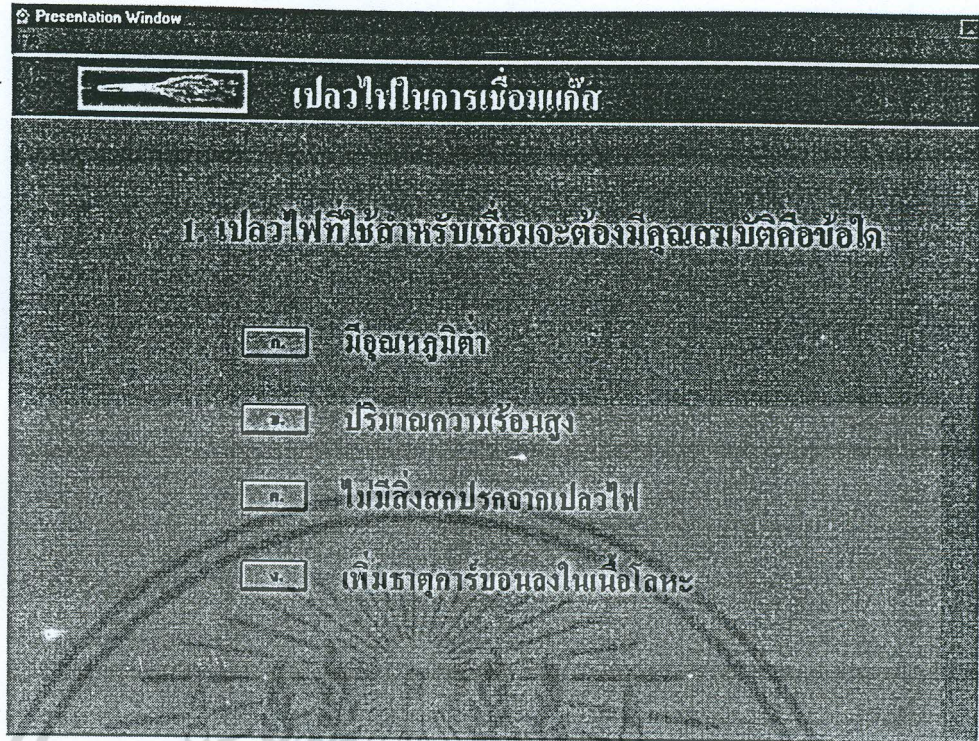 Presentation Window
เปลวไฟในการเชื่อมแก๊ส
1. เปลวไฟที่ใช้สำหรับเชื่อมจะต้องมีคุณสมบัติคือข้อใด
ก. มีอุณหภูมิต่ำ
ข. ปริมาณความร้อนสูง
ค. ไม่มีสิ่งสกปรกจากเปลวไฟ
ง. เพิ่มธาตุคาร์บอนลงในเนื้อโลหะ